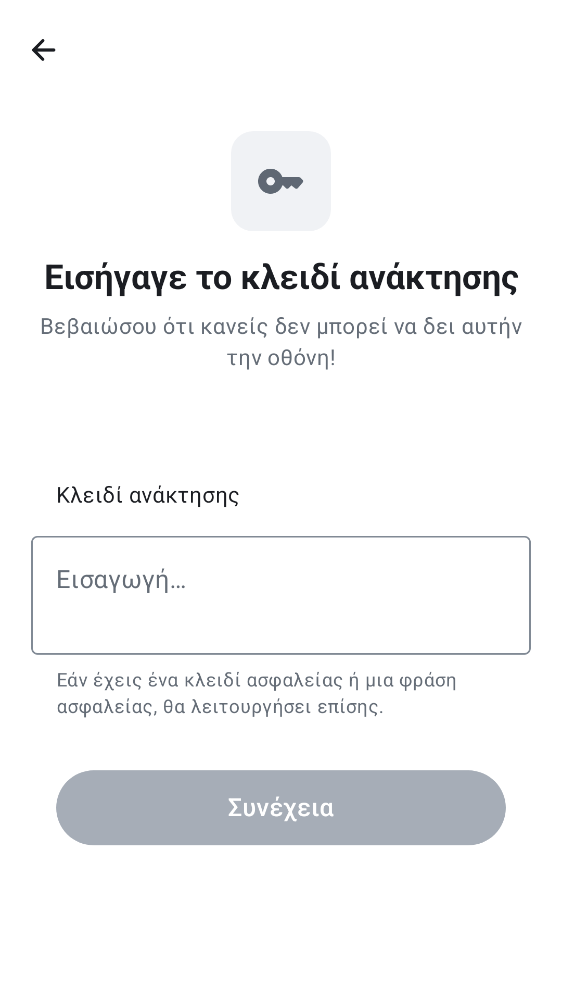 Εισήγαγε το κλειδί ανάκτησης
Βεβαιώσου ότι κανείς δεν μπορεί να δει αυτήν
την οθόνη!
Κλειδί ανάκτησης
Εισαγωγή…
Εάν έχεις ένα κλειδί ασφαλείας ή μια φράση
ασφαλείας, θα λειτουργήσει επίσης.
Συνέχεια